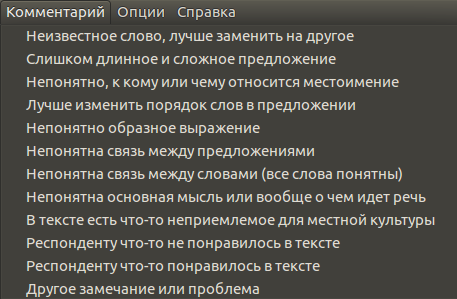 Комментарий Опции Справка
Неизвестное слово, лучше заменить на другое
Слишком длинное и сложное предложение
Непонятно, к кому или чему относится местоимение
Лучше изменить порядок слов в предложении
Непонятно образное выражение
Непонятна связь между предложениями
Непонятна связь между словами (все слова понятны)
Непонятна основная мысль или вообще о чем идет речь
В тексте есть что-то неприемлемое для местной культуры
Респонденту что-то не понравилось в тексте
Респонденту что-то понравилось в тексте
Другое замечание или проблема